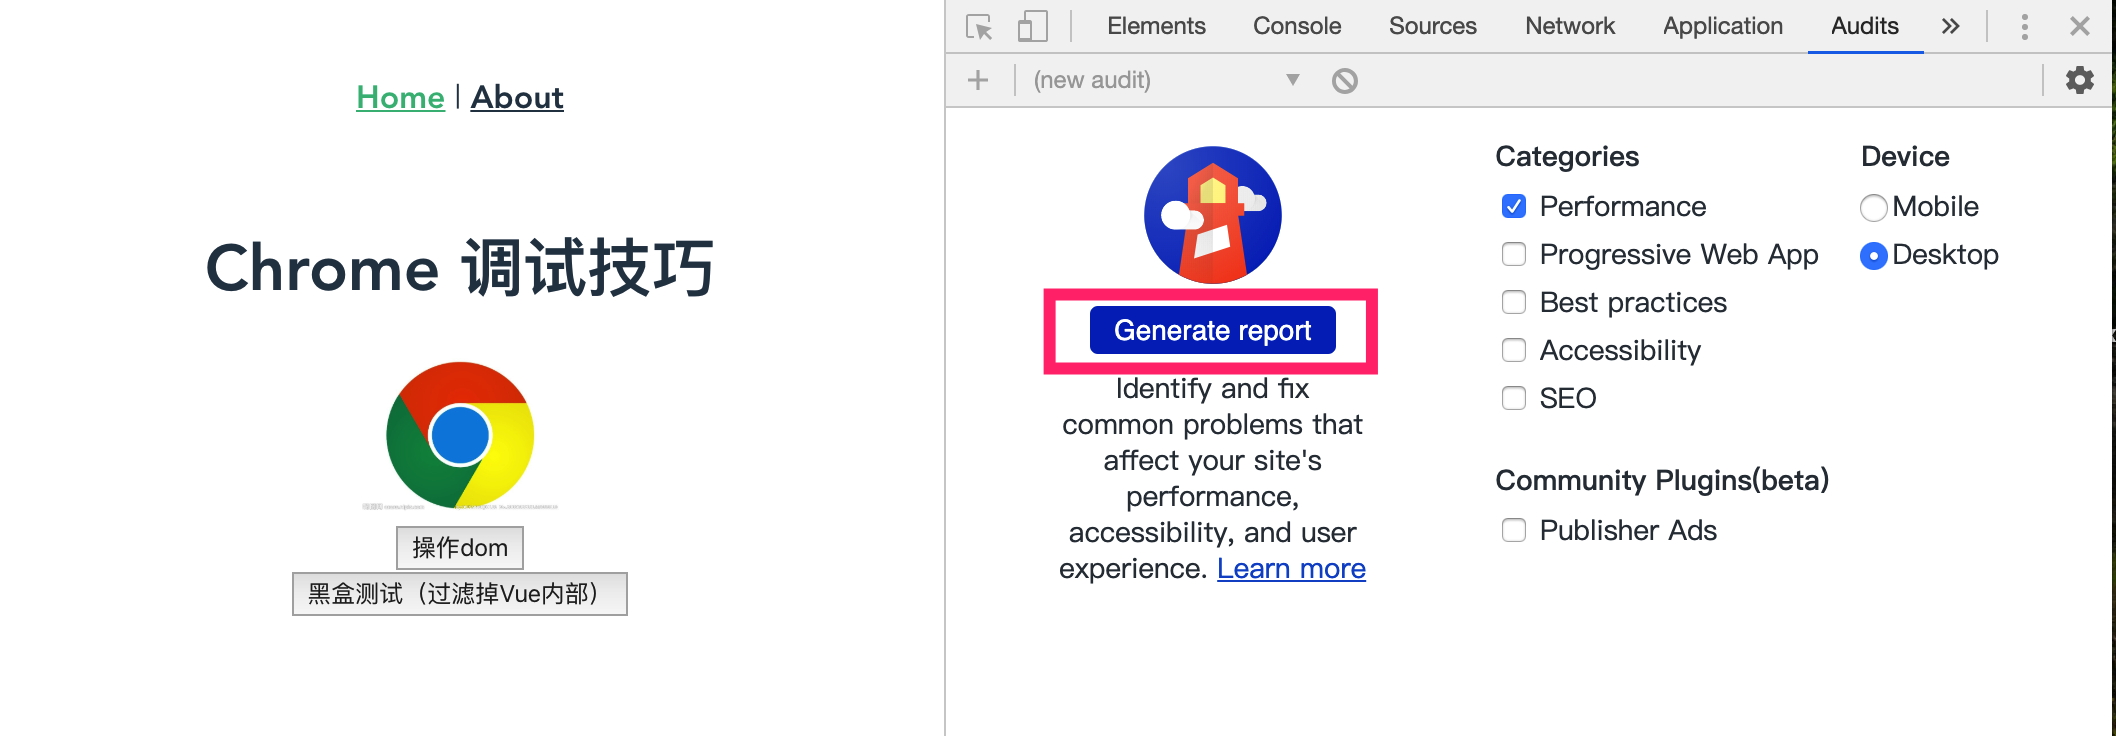 Home | About
Chrome 调试技巧
操作dom
黑盒测试（过滤掉Vue内部）
Elements Console Sources Network Application Audits »
(new audit)
Generate report
Identify and fix
common problems that
affect your site's
performance,
accessibility, and user
experience. Learn more
Categories
Performance
Progressive Web App
Best practices
Accessibility
SEO
Community Plugins(beta)
Publisher Ads
Device
Mobile
Desktop